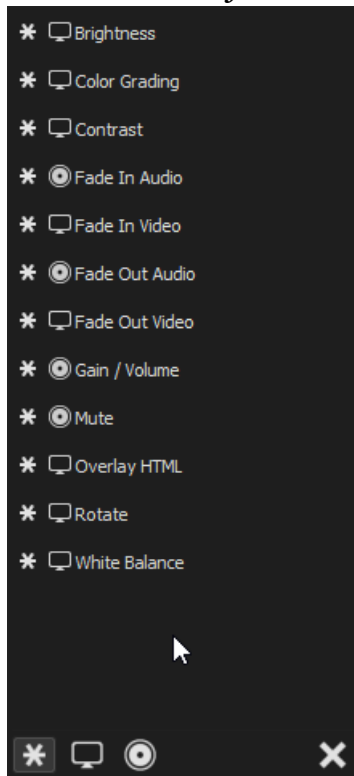 Brightness
Color Grading
Contrast
Fade In Audio
Fade In Video
Fade Out Audio
Fade Out Video
Gain / Volume
Mute
Overlay HTML
Rotate
White Balance